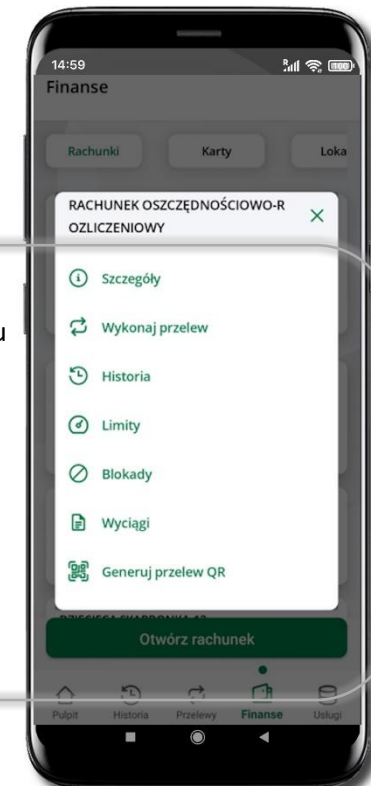 14:59
Finanse
Rachunki
Karty
Loka
RACHUNEK OSZCZĘDNOŚCIOWO-R
OZLICZENIOWY
Szczegóły
u
Wykonaj przelew
Historia
Limity
Blokady
Wyciągi
Generuj przelew QR
Otwórz rachunek
Pulpit
Historia
Przelewy
Finanse
Usługi